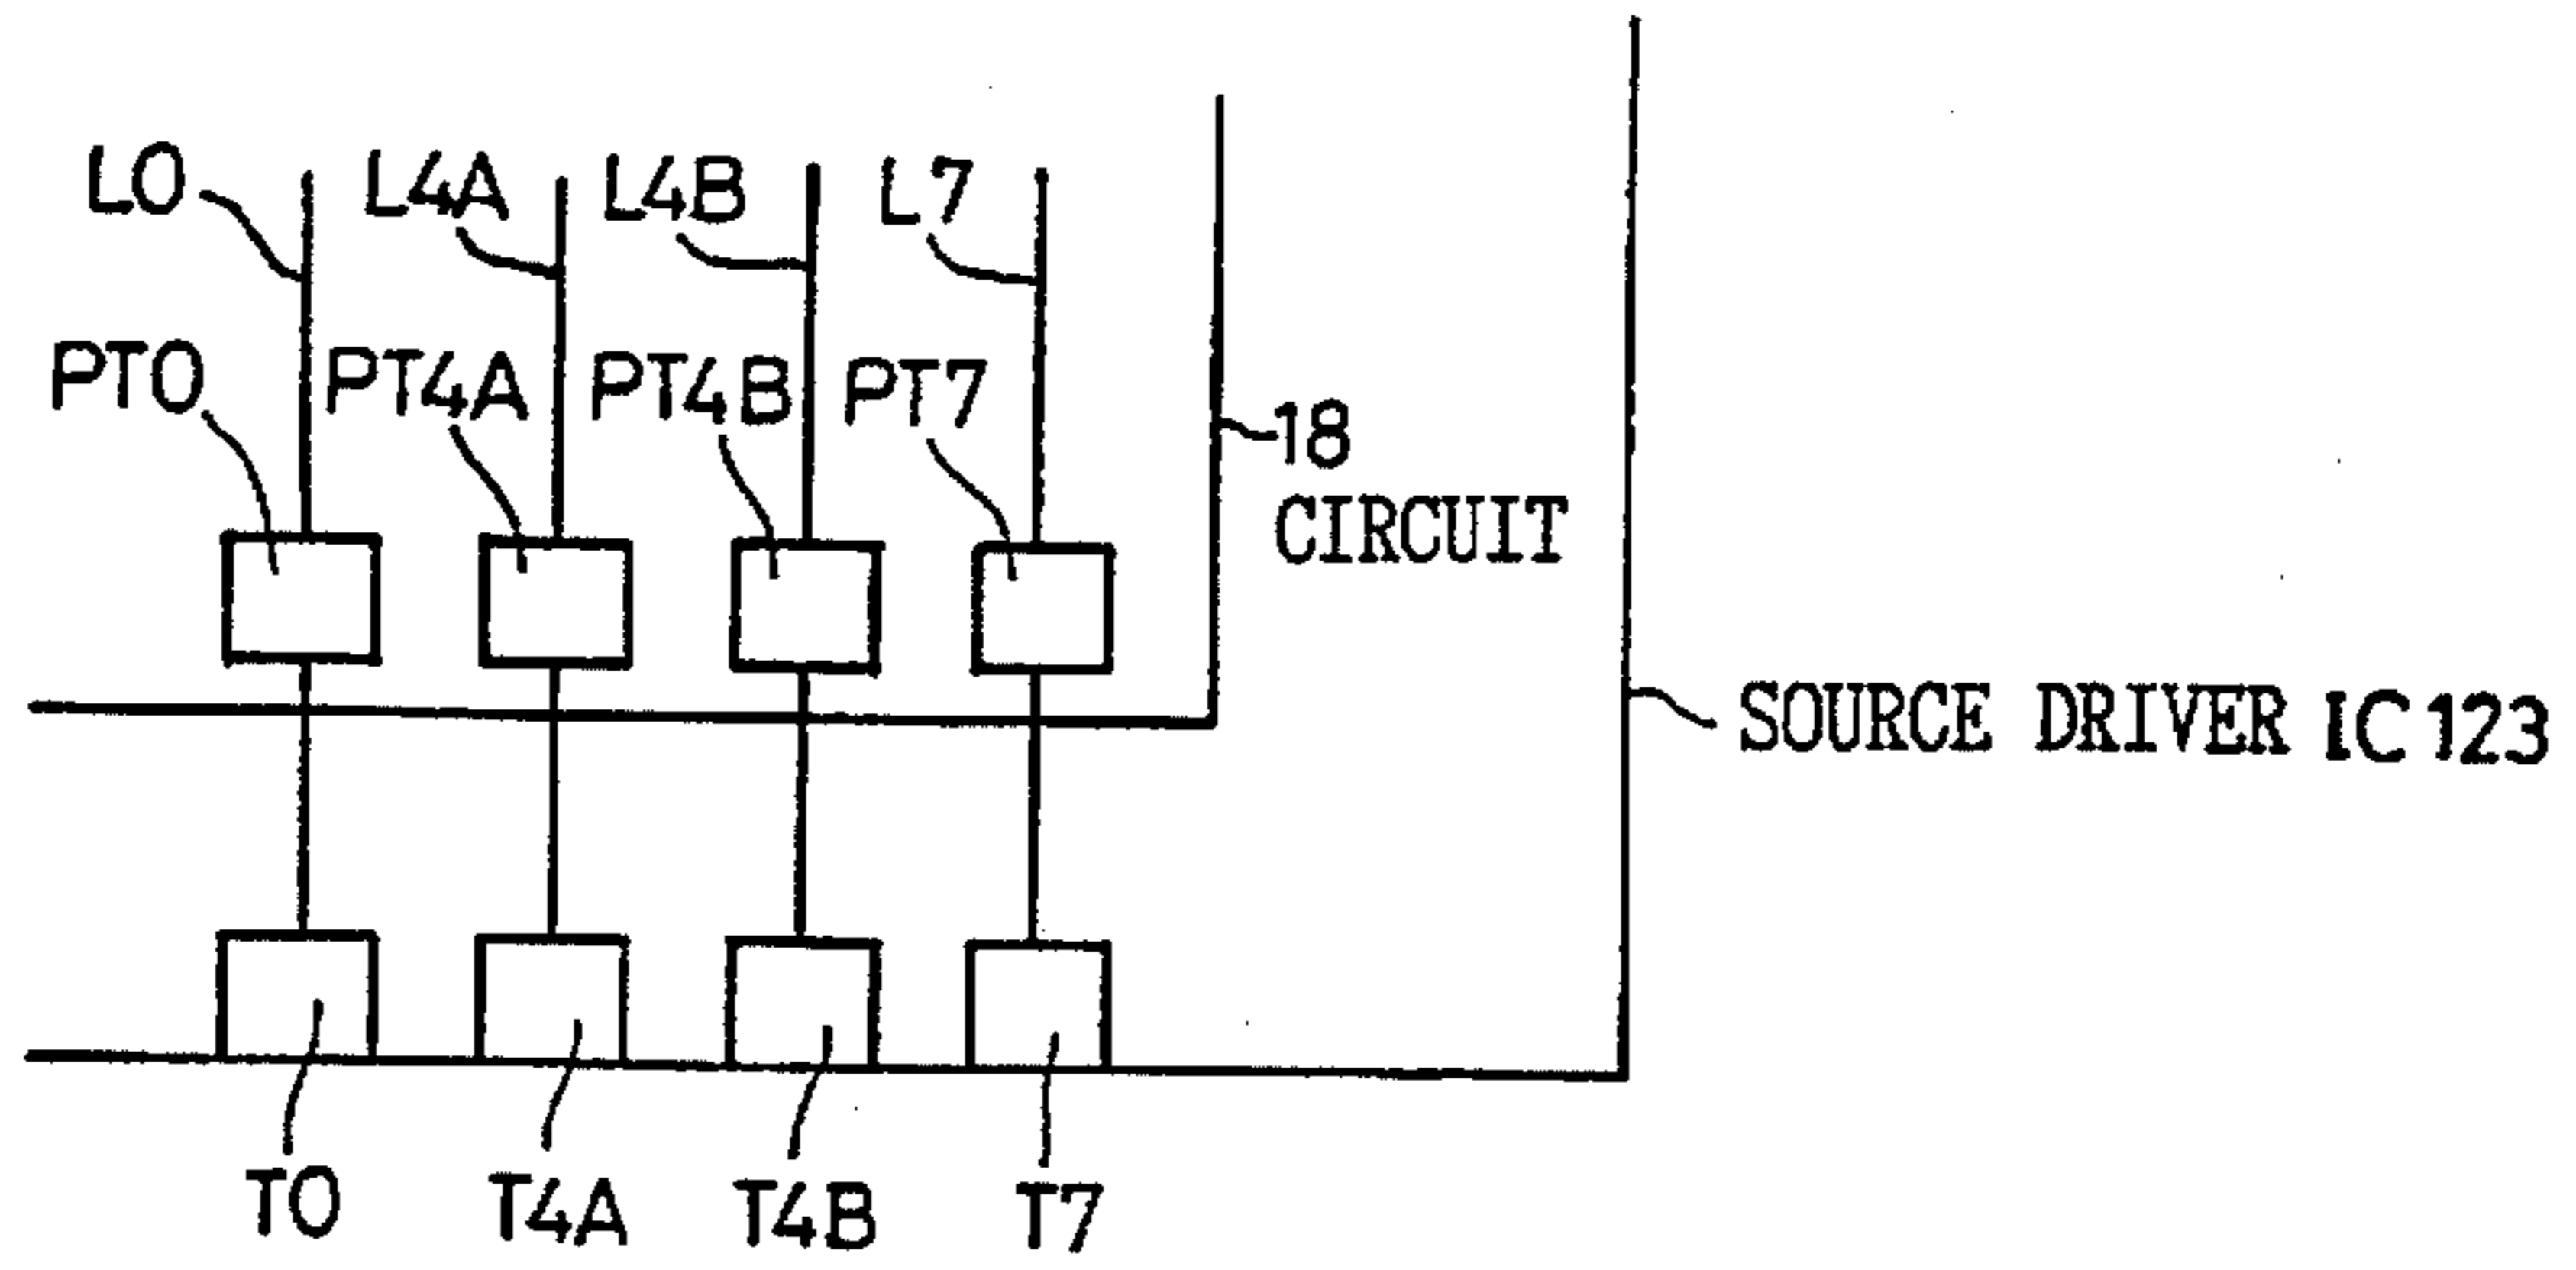 L0 L4A L4B L7
PT0 PT4A PT4B PT7
18
CIRCUIT
SOURCE DRIVER IC 123
T0 T4A T4B T7